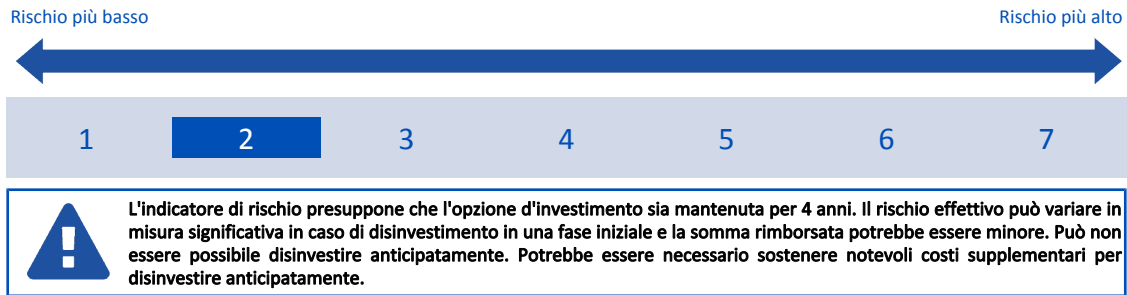 Rischio più basso Rischio più alto
1 2 3 4 5 6 7
L'indicatore di rischio presuppone che l'opzione d'investimento sia mantenuta per 4 anni. Il rischio effettivo può variare in
misura significativa in caso di disinvestimento in una fase iniziale e la somma rimborsata potrebbe essere minore. Può non
essere possibile disinvestire anticipatamente. Potrebbe essere necessario sostenere notevoli costi supplementari per
disinvestire anticipatamente.